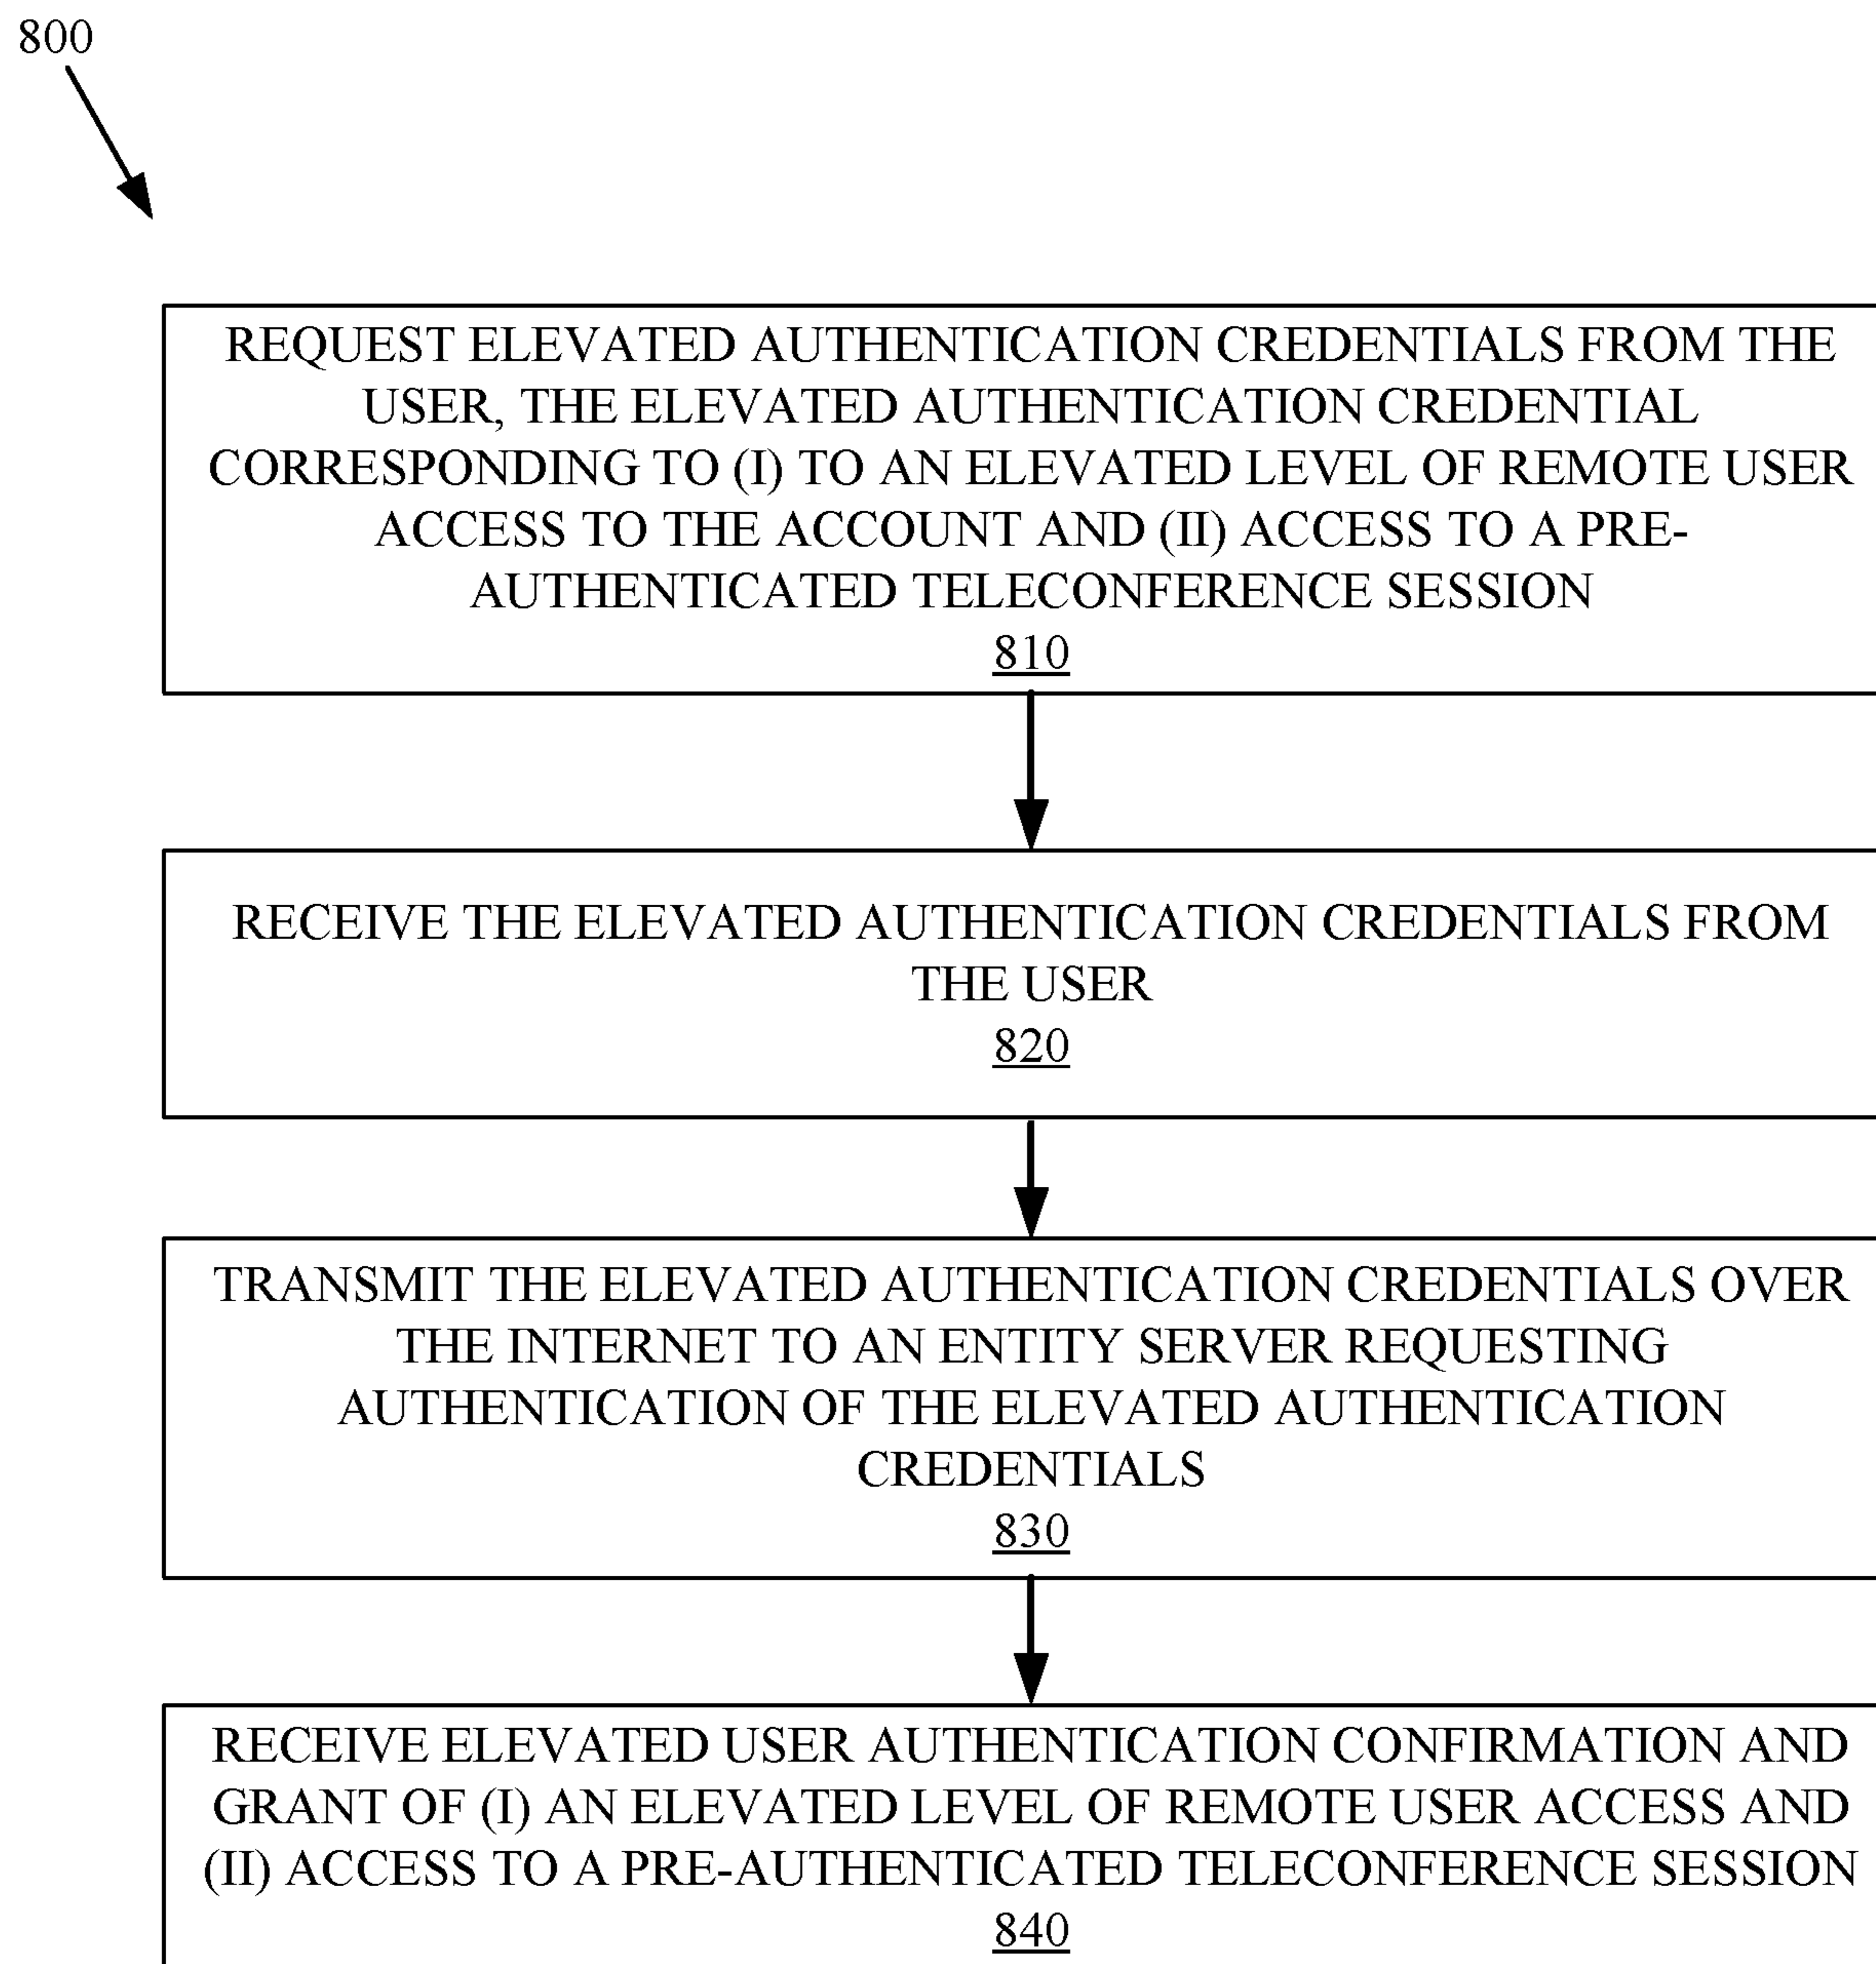 800
REQUEST ELEVATED AUTHENTICATION CREDENTIALS FROM THE
USER, THE ELEVATED AUTHENTICATION CREDENTIAL
CORRESPONDING TO (I) TO AN ELEVATED LEVEL OF REMOTE USER
ACCESS TO THE ACCOUNT AND (II) ACCESS TO A PRE-
AUTHENTICATED TELECONFERENCE SESSION
810
RECEIVE THE ELEVATED AUTHENTICATION CREDENTIALS FROM
THE USER
820
TRANSMIT THE ELEVATED AUTHENTICATION CREDENTIALS OVER
THE INTERNET TO AN ENTITY SERVER REQUESTING
AUTHENTICATION OF THE ELEVATED AUTHENTICATION
CREDENTIALS
830
RECEIVE ELEVATED USER AUTHENTICATION CONFIRMATION AND
GRANT OF (I) AN ELEVATED LEVEL OF REMOTE USER ACCESS AND
(II) ACCESS TO A PRE-AUTHENTICATED TELECONFERENCE SESSION
840